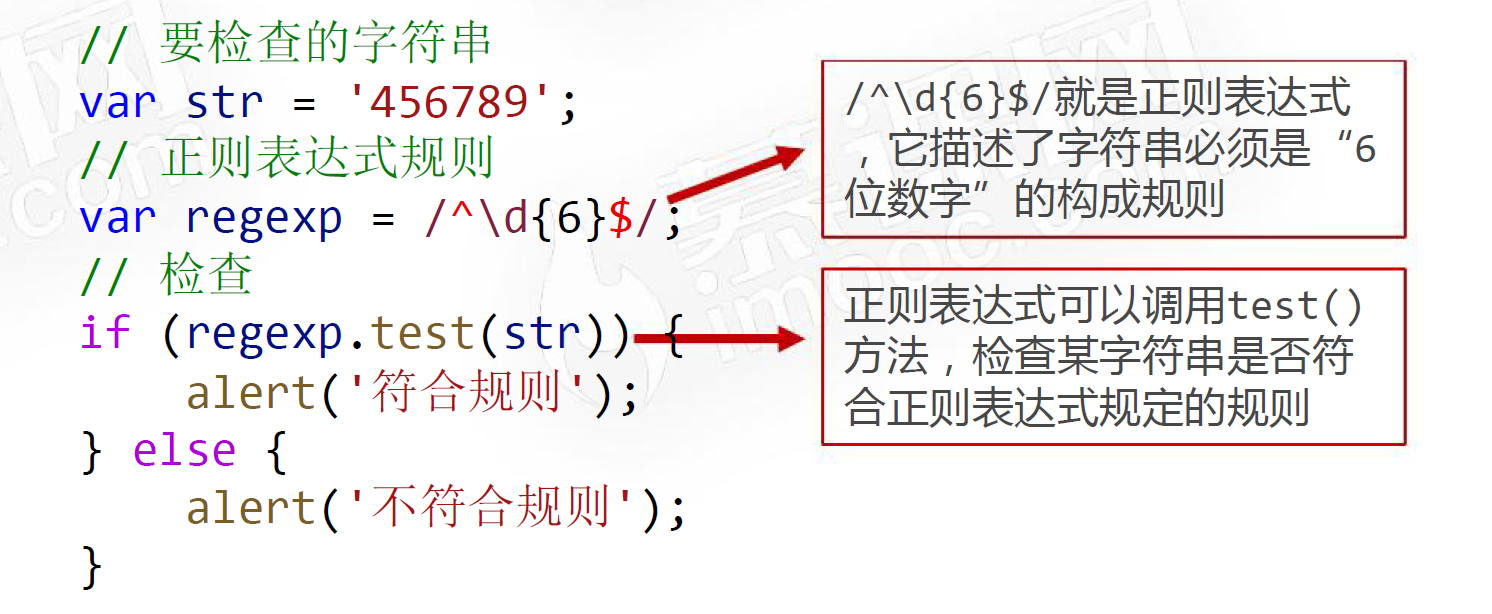 // 要检查的字符串
var str = '456789';
// 正则表达式规则
var regexp = /^\d{6}$/;
// 检查
if (regexp.test(str)) {
    alert('符合规则');
} else {
    alert('不符合规则');
}
/^\d{6}$/就是正则表达式
，它描述了字符串必须是“6
位数字”的构成规则
正则表达式可以调用test()
方法，检查某字符串是否符
合正则表达式规定的规则
慕课网
imooc.com